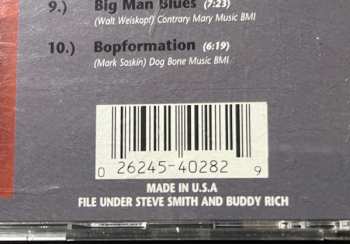 9.) Big Man Blues (7:23)
(Walt Weiskopf) Contrary Mary Music BMI
10.) Bopformation (6:19)
(Mark Soskin) Dog Bone Music BMI
0 26245-40282 9
MADE IN U.S.A
FILE UNDER STEVE SMITH AND BUDDY RICH